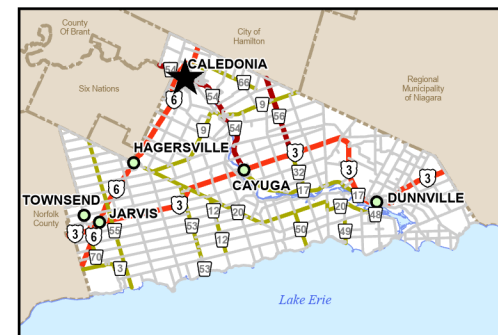 County
Of Brant
City of
Hamilton
54
CALEDONIA
66
Six Nations
6
54
9
56
Regional
Municipality
of Niagara
9
54
HAGERSVILLE
3
3
32
3
6
CAYUGA
17
17
DUNNVILLE
TOWNSEND
3
12
20
20
48
Norfolk
County
JARVIS
3
6
55
53
12
50
49
70
3
53
Lake Erie